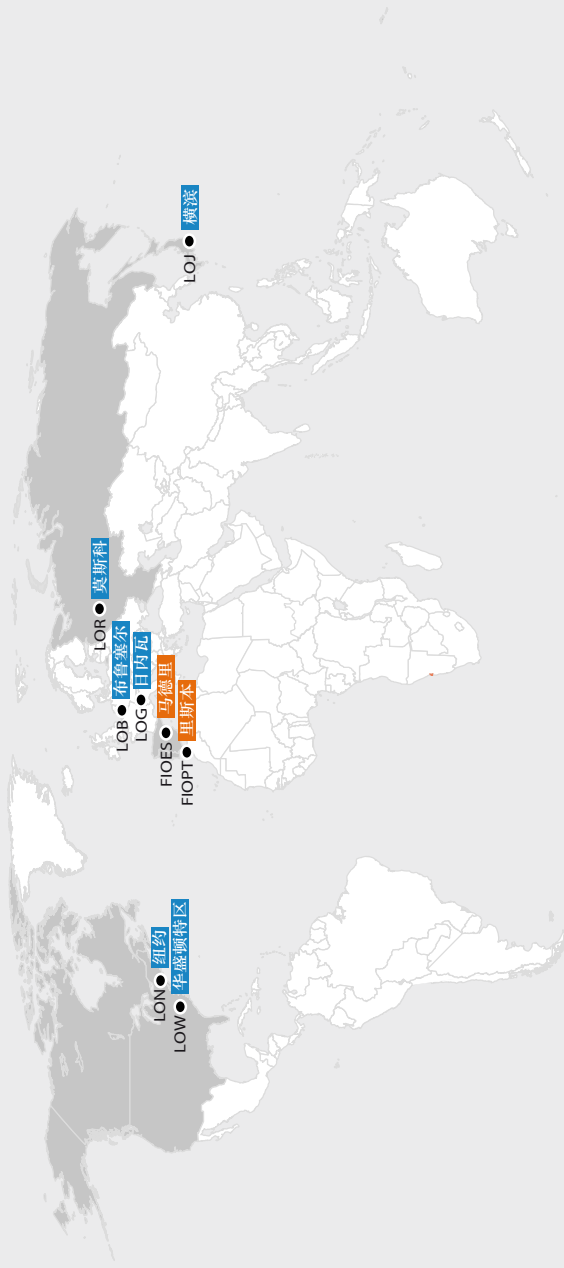 LOR 莫斯科
LOB 布鲁塞尔
LOG 日内瓦
FIOES 马德里
FIOPT 里斯本
LON 纽约
LOW 华盛顿特区
LOJ 横滨